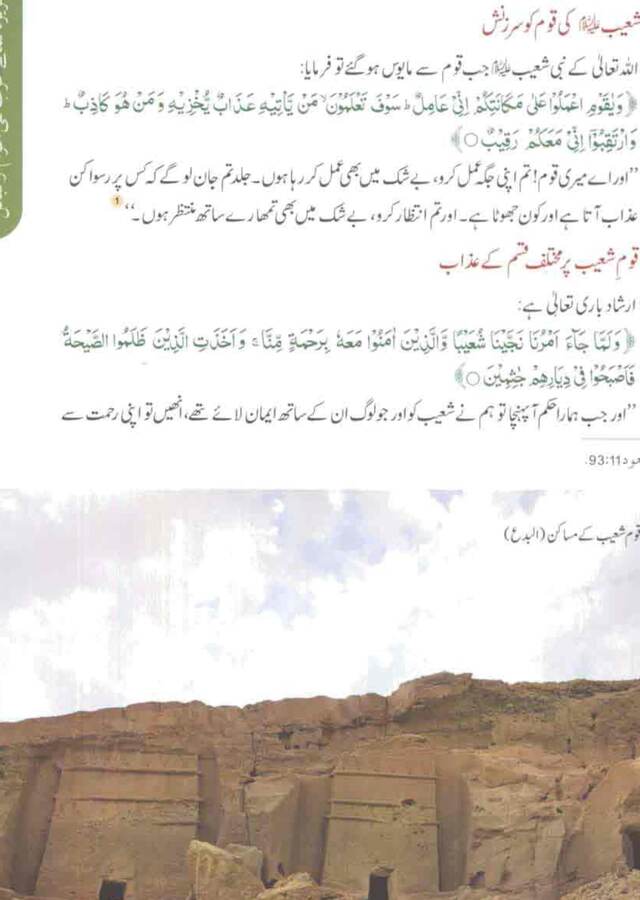 شعیب علیہ السلام کی قوم کو سرزنش
اللہ تعالیٰ کے نبی شعیب علیہ السلام جب قوم سے مایوس ہو گئے تو فرمایا:
﴿ وَيٰقَوْمِ اعْمَلُوْا عَلٰى مَكَانَتِكُمْ اِنِّيْ عَامِلٌ ۭ سَوْفَ تَعْلَمُوْنَ ۙ مَنْ يَّاْتِيْهِ عَذَابٌ يُّخْزِيْهِ وَمَنْ هُوَ كَاذِبٌ ۭ
وَارْتَقِبُوْٓا اِنِّيْ مَعَكُمْ رَقِيْبٌ ○﴾
’’اور اے میری قوم! تم اپنی جگہ عمل کرو، بے شک میں بھی عمل کر رہا ہوں۔ جلد تم جان لو گے کہ کس پر رسوا کن
عذاب آتا ہے اور کون جھوٹا ہے۔ اور تم انتظار کرو، بے شک میں بھی تمھارے ساتھ منتظر ہوں۔‘‘ 1
قومِ شعیب پر مختلف قسم کے عذاب
ارشاد باری تعالیٰ ہے:
﴿ وَلَمَّا جَآءَ اَمْرُنَا نَجَّيْنَا شُعَيْبًا وَّالَّذِيْنَ اٰمَنُوْا مَعَهٗ بِرَحْمَةٍ مِّنَّا ۚ وَاَخَذَتِ الَّذِيْنَ ظَلَمُوا الصَّيْحَةُ
فَاَصْبَحُوْا فِيْ دِيَارِهِمْ جٰثِمِيْنَ ○﴾
’’اور جب ہمارا حکم آ پہنچا تو ہم نے شعیب کو اور جو لوگ ان کے ساتھ ایمان لائے تھے، انھیں تو اپنی رحمت سے
ھود 93:11.
قوم شعیب کے مساکن (البدع)